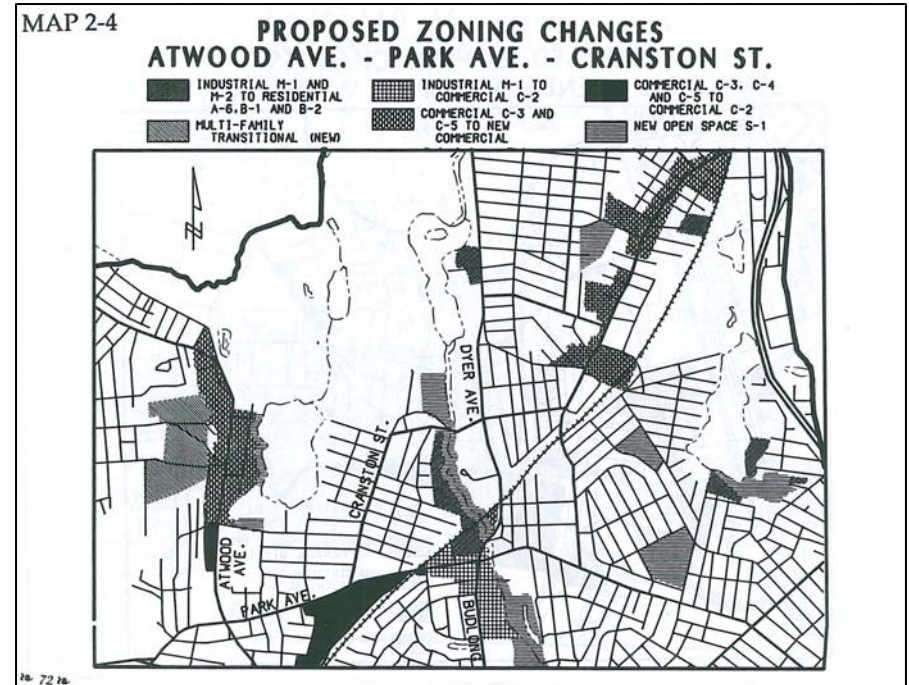 MAP 2-4
PROPOSED ZONING CHANGES
ATWOOD AVE. - PARK AVE. - CRANSTON ST.
INDUSTRIAL M-1 AND
M-2 TO RESIDENTIAL
A-6,B-1 AND B-2
MULTI-FAMILY
TRANSITIONAL (NEW)
INDUSTRIAL M-1 TO
COMMERCIAL C-2
COMMERCIAL C-3 AND
C-5 TO NEW
COMMERCIAL
COMMERCIAL C-3, C-4
AND C-5 TO
COMMERCIAL C-2
NEW OPEN SPACE S-1
N
DYER AVE.
CRANSTON ST.
ATWOOD
AVE.
PARK AVE.
BUDLONG
72